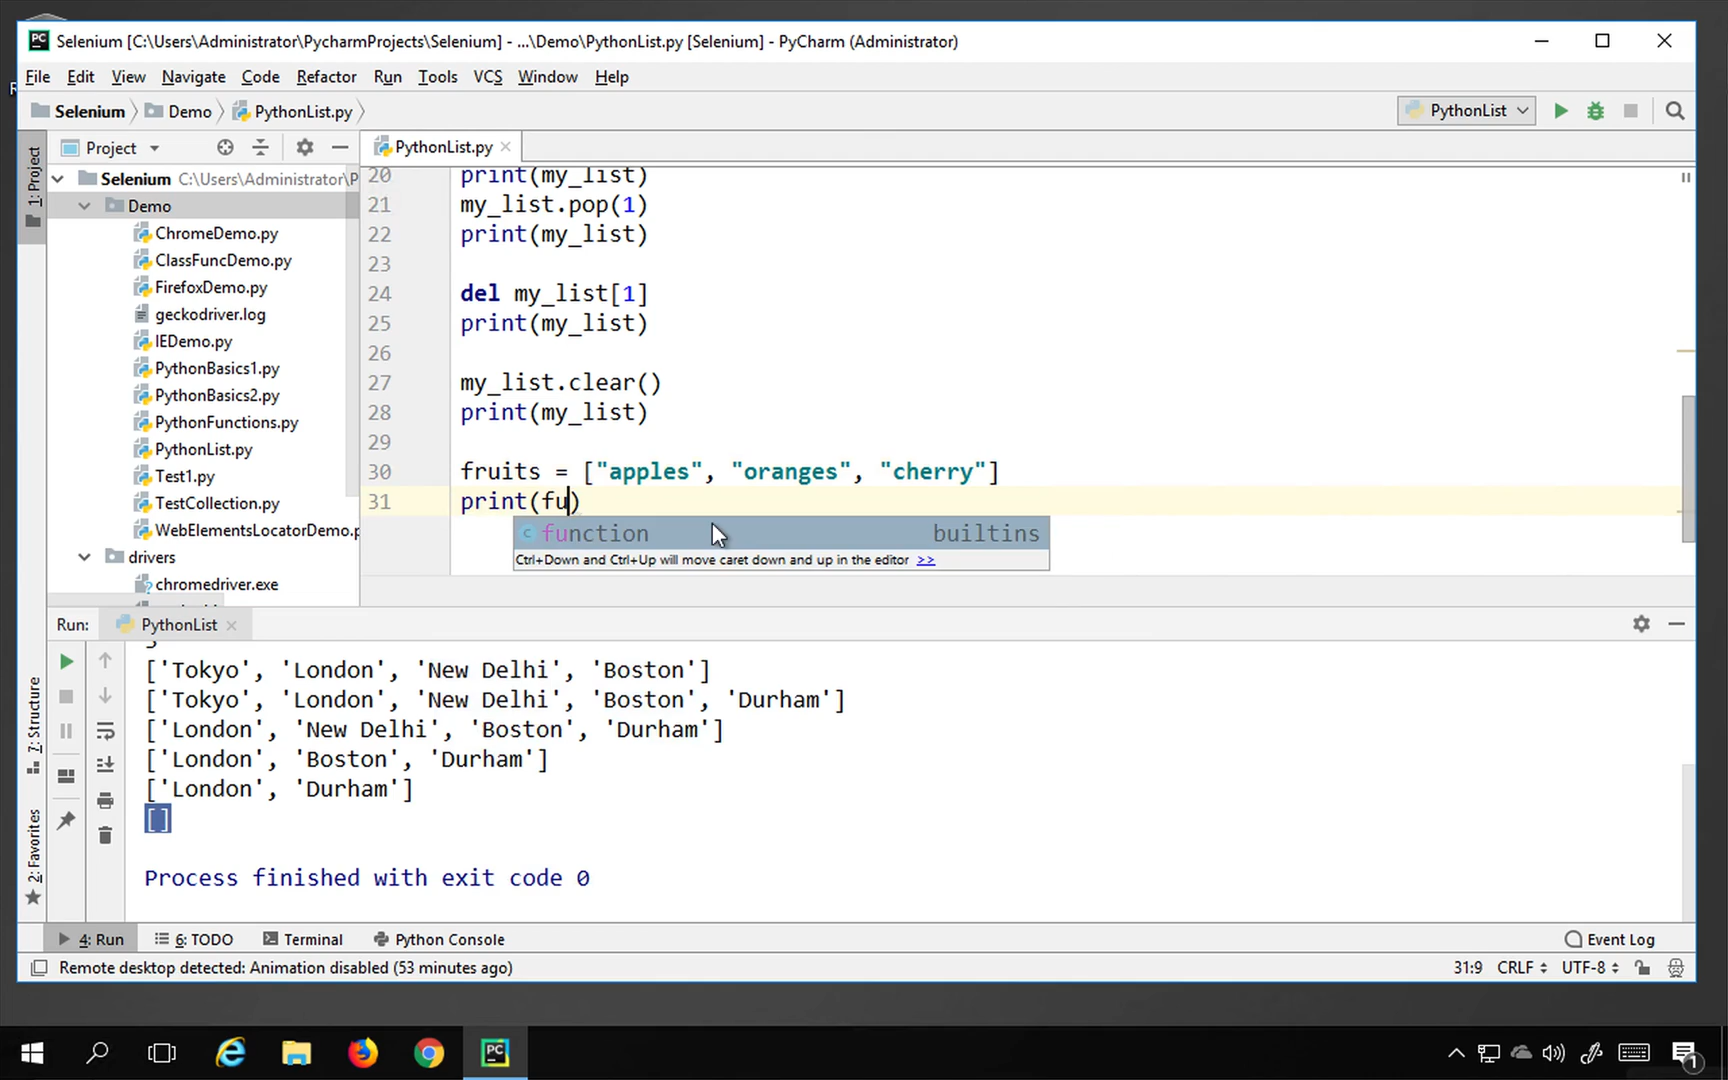 Selenium [C:\Users\Administrator\PycharmProjects\Selenium] - ...\Demo\PythonList.py [Selenium] - PyCharm (Administrator)
File Edit View Navigate Code Refactor Run Tools VCS Window Help
Selenium Demo PythonList.py PythonList
1: Project
Project
PythonList.py
Selenium C:\Users\Administrator\P
Demo
ChromeDemo.py
ClassFuncDemo.py
FirefoxDemo.py
geckodriver.log
IEDemo.py
PythonBasics1.py
PythonBasics2.py
PythonFunctions.py
PythonList.py
Test1.py
TestCollection.py
WebElementsLocatorDemo.p
drivers
chromedriver.exe
20 print(my_list)
21 my_list.pop(1)
22 print(my_list)
23
24 del my_list[1]
25 print(my_list)
26
27 my_list.clear()
28 print(my_list)
29
30 fruits = ["apples", "oranges", "cherry"]
31 print(fu)
function builtins
Ctrl+Down and Ctrl+Up will move caret down and up in the editor >>
Run: PythonList
['Tokyo', 'London', 'New Delhi', 'Boston']
['Tokyo', 'London', 'New Delhi', 'Boston', 'Durham']
['London', 'New Delhi', 'Boston', 'Durham']
['London', 'Boston', 'Durham']
['London', 'Durham']
[]
Process finished with exit code 0
7: Structure
2: Favorites
4: Run 6: TODO Terminal Python Console Event Log
Remote desktop detected: Animation disabled (53 minutes ago) 31:9 CRLF UTF-8
1